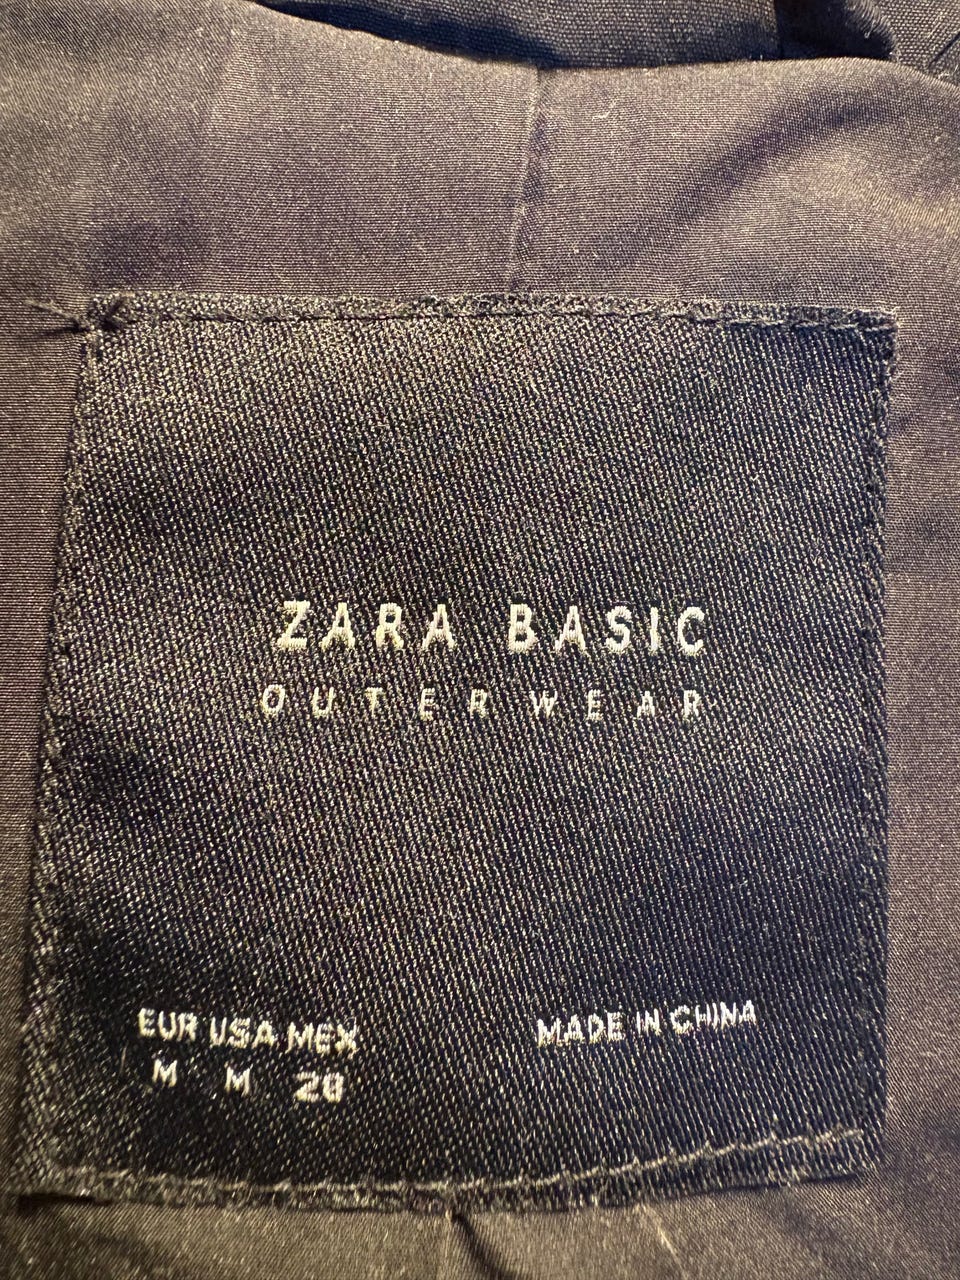 ZARA BASIC
OUTERWEAR
EUR USA MEX
M M 28
MADE IN CHINA